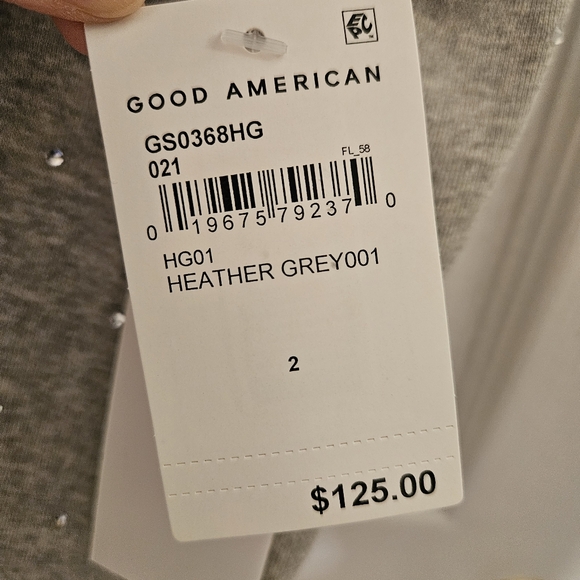 GOOD AMERICAN
GS0368HG
021
FL_58
0 19675 79237 0
HG01
HEATHER GREY001
2
$125.00